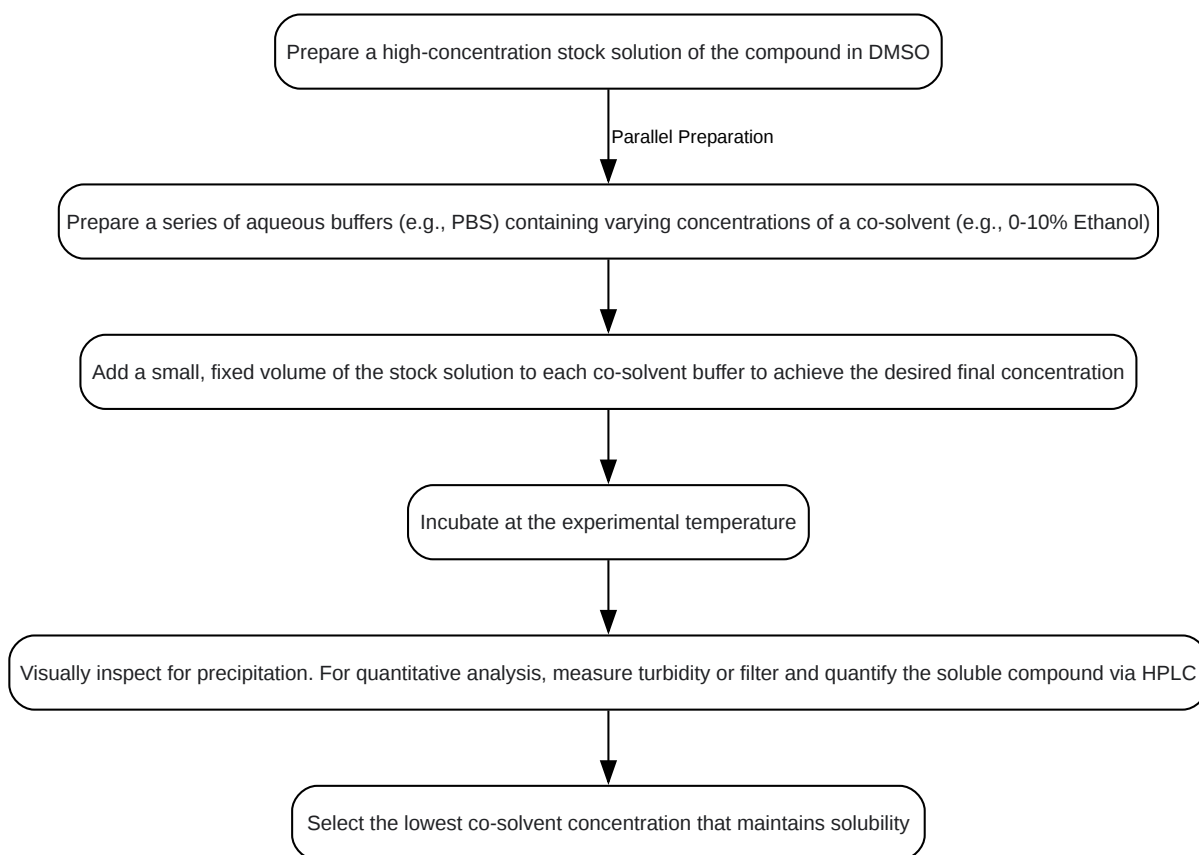 Prepare a high-concentration stock solution of the compound in DMSO
Parallel Preparation
Prepare a series of aqueous buffers (e.g., PBS) containing varying concentrations of a co-solvent (e.g., 0-10% Ethanol)
Add a small, fixed volume of the stock solution to each co-solvent buffer to achieve the desired final concentration
Incubate at the experimental temperature
Visually inspect for precipitation. For quantitative analysis, measure turbidity or filter and quantify the soluble compound via HPLC
Select the lowest co-solvent concentration that maintains solubility